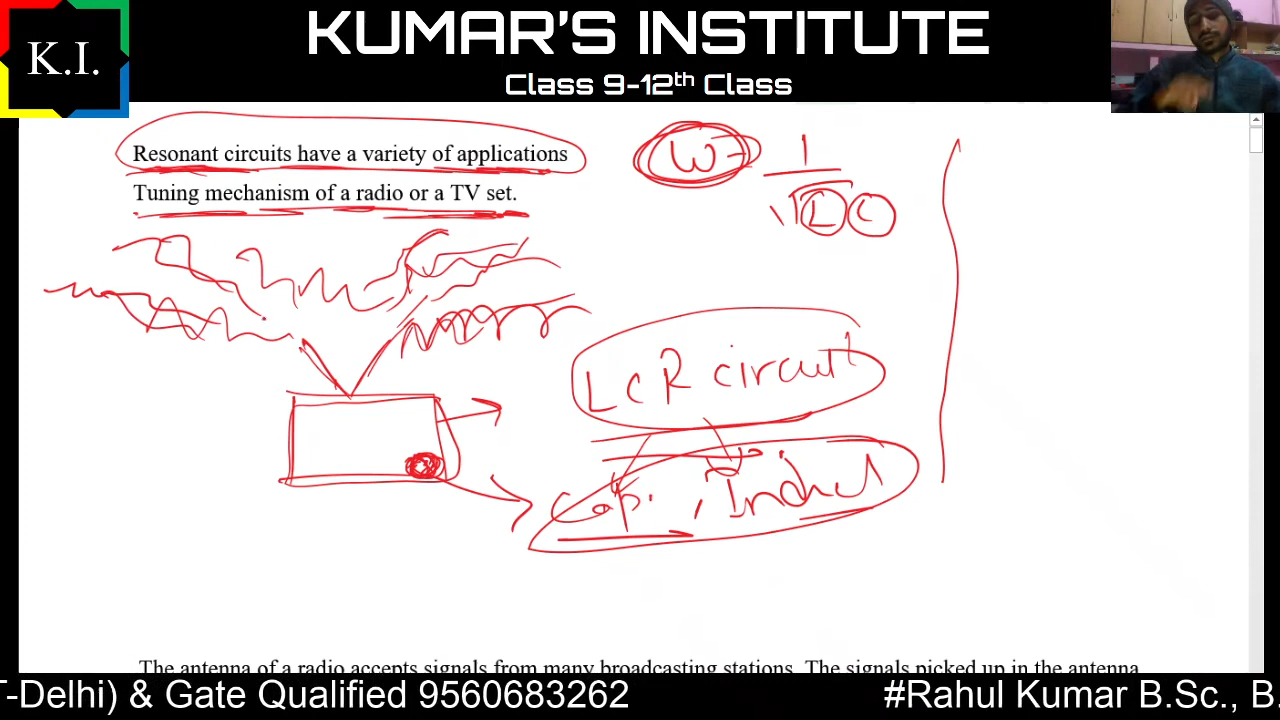 K.I.
KUMAR'S INSTITUTE
Class 9-12th Class
Resonant circuits have a variety of applications
Tuning mechanism of a radio or a TV set.
W = 1
√L C
LCR circuit
Cap. , Induct
The antenna of a radio accepts signals from many broadcasting stations. The signals picked up in the antenna
T-Delhi) & Gate Qualified 9560683262
#Rahul Kumar B.Sc., B.